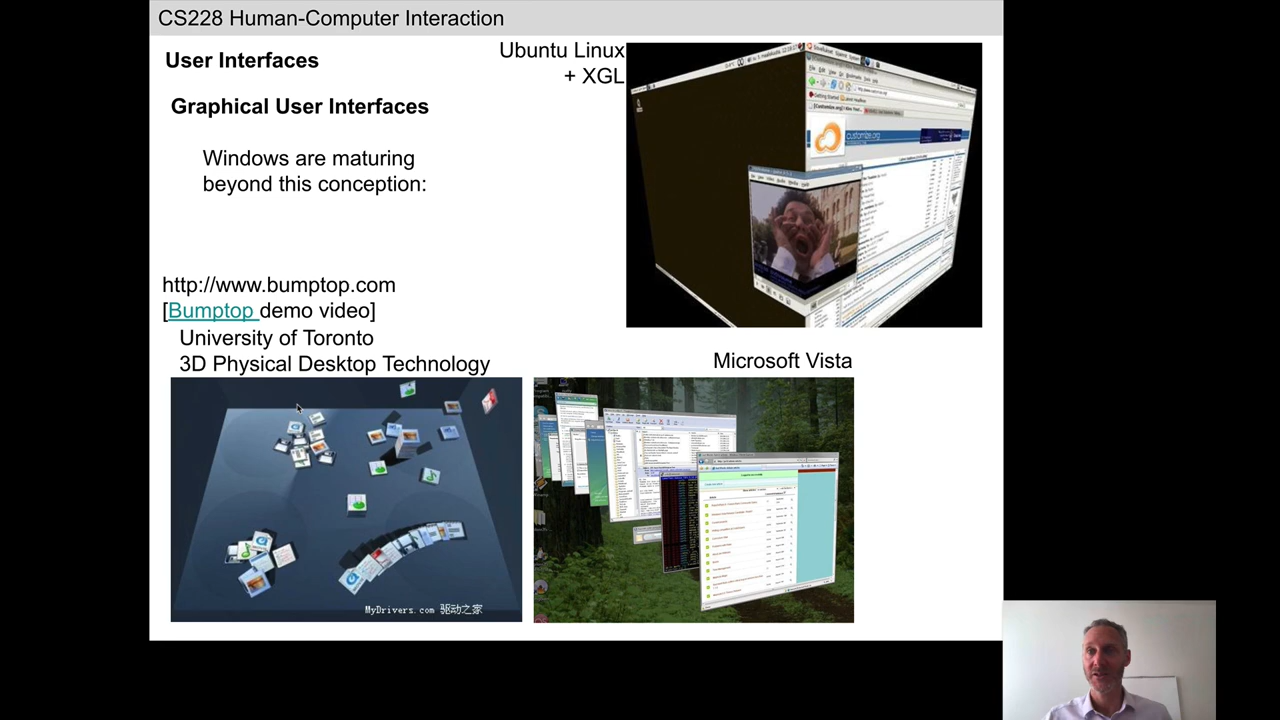 CS228 Human-Computer Interaction
User Interfaces
Graphical User Interfaces
Windows are maturing
beyond this conception:
Ubuntu Linux
+ XGL
customize.org
http://www.bumptop.com
[Bumptop demo video]
University of Toronto
3D Physical Desktop Technology
MyDrivers.com 驱动之家
Microsoft Vista